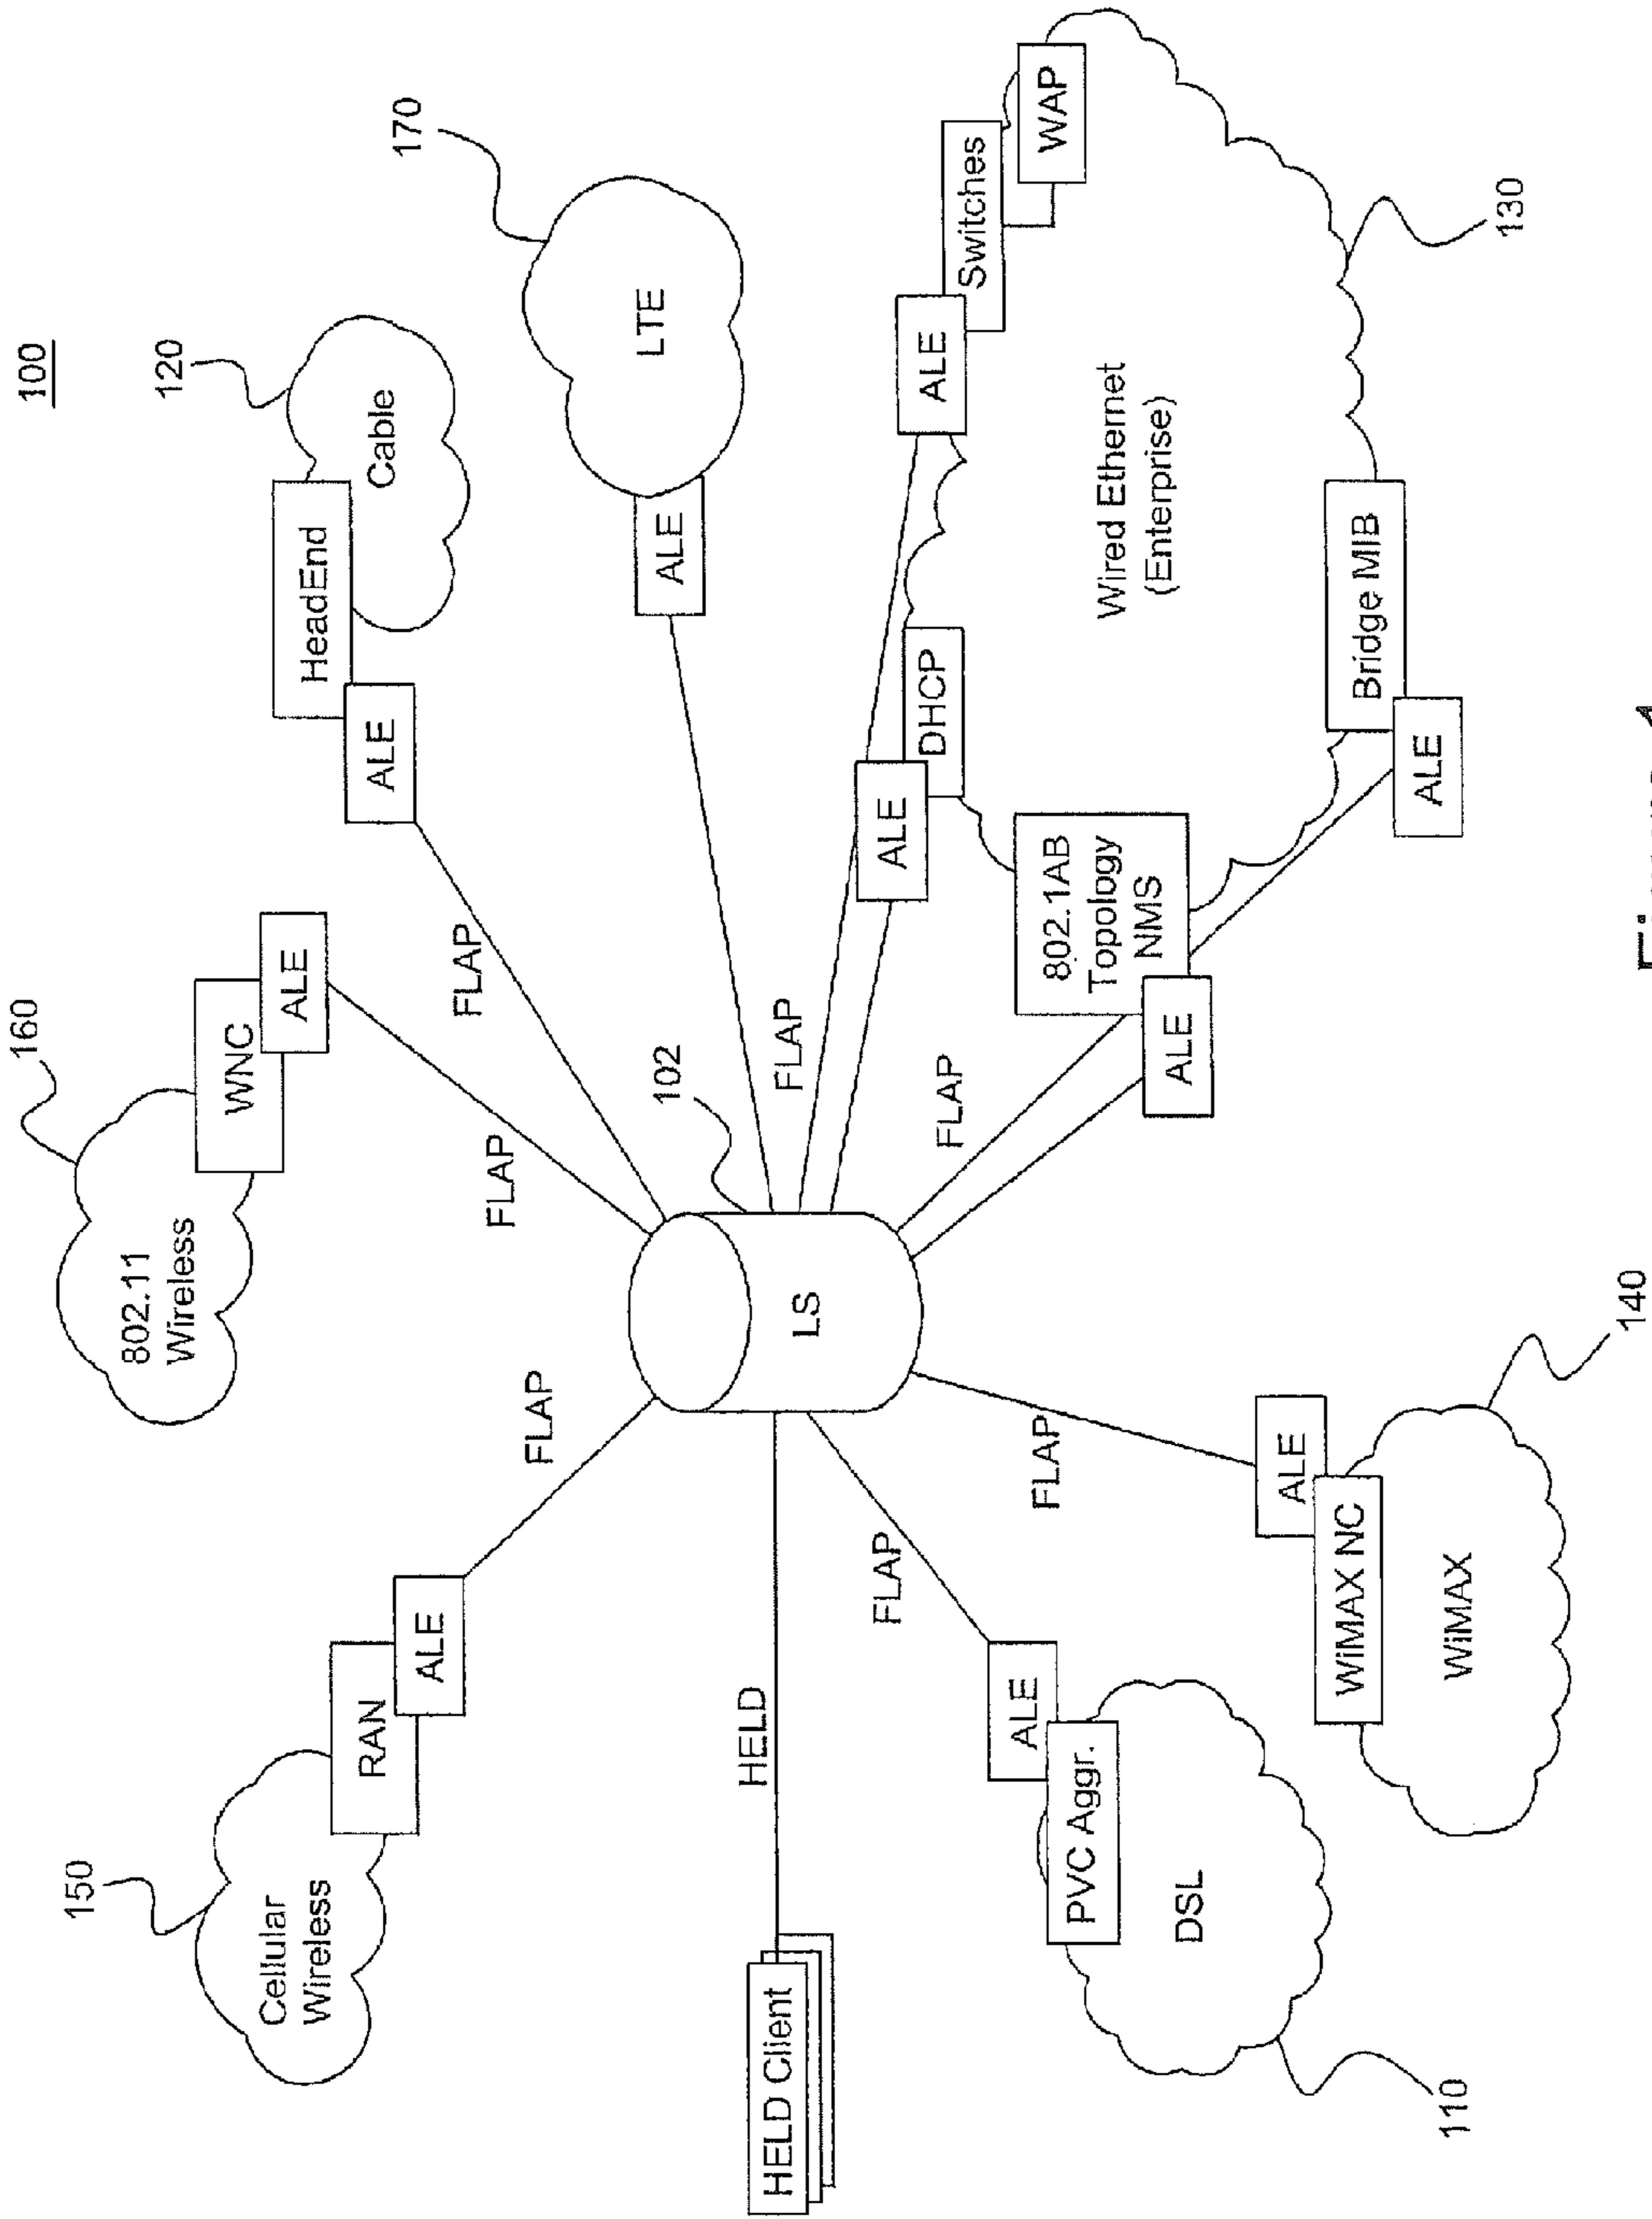 100
150
Cellular
Wireless
RAN
ALE
FLAP
160
802.11
Wireless
WNC
ALE
FLAP
120
Cable
HeadEnd
ALE
FLAP
170
LTE
ALE
HELD Client
HELD
LS
102
FLAP
FLAP
ALE
Switches
WAP
ALE
DHCP
802.1AB
Topology
NMS
ALE
Wired Ethernet
(Enterprise)
Bridge MIB
ALE
130
110
DSL
PVC Aggr.
ALE
FLAP
140
WiMAX
WiMAX NC
ALE
FLAP